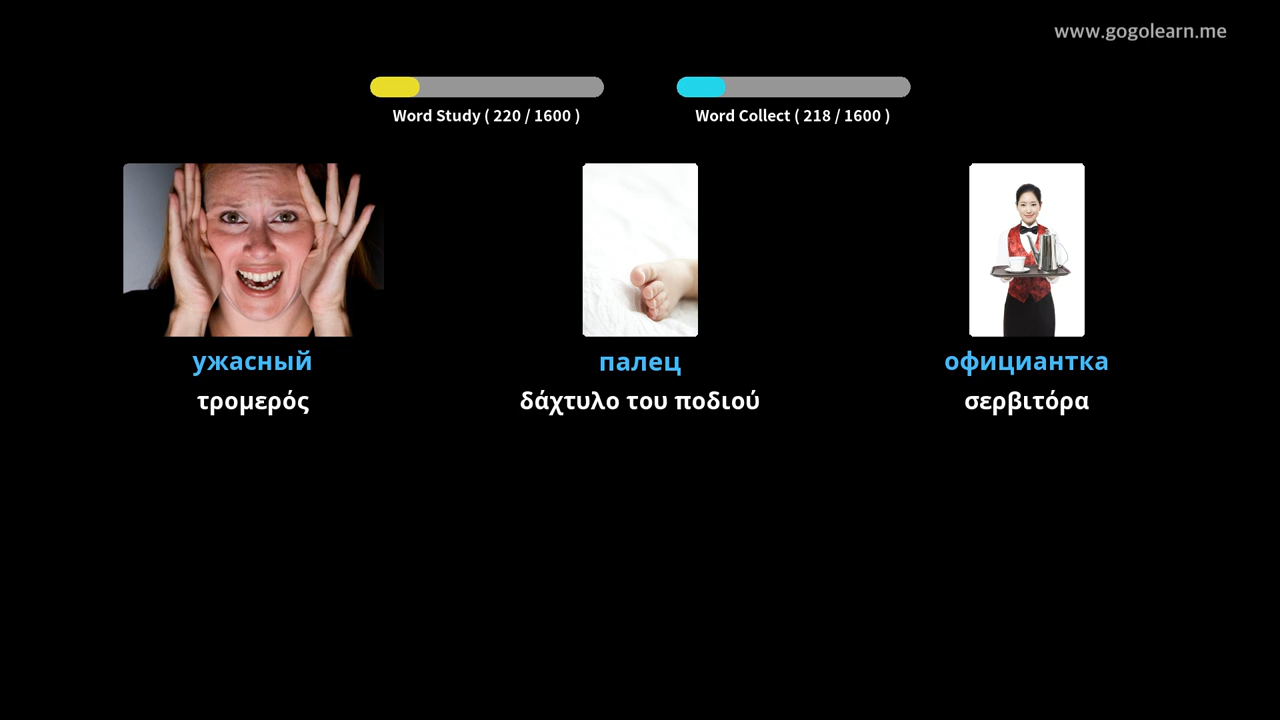 www.gogolearn.me
Word Study ( 220 / 1600 )
Word Collect ( 218 / 1600 )
ужасный
палец
официантка
τρομερός
δάχτυλο του ποδιού
σερβιτόρα